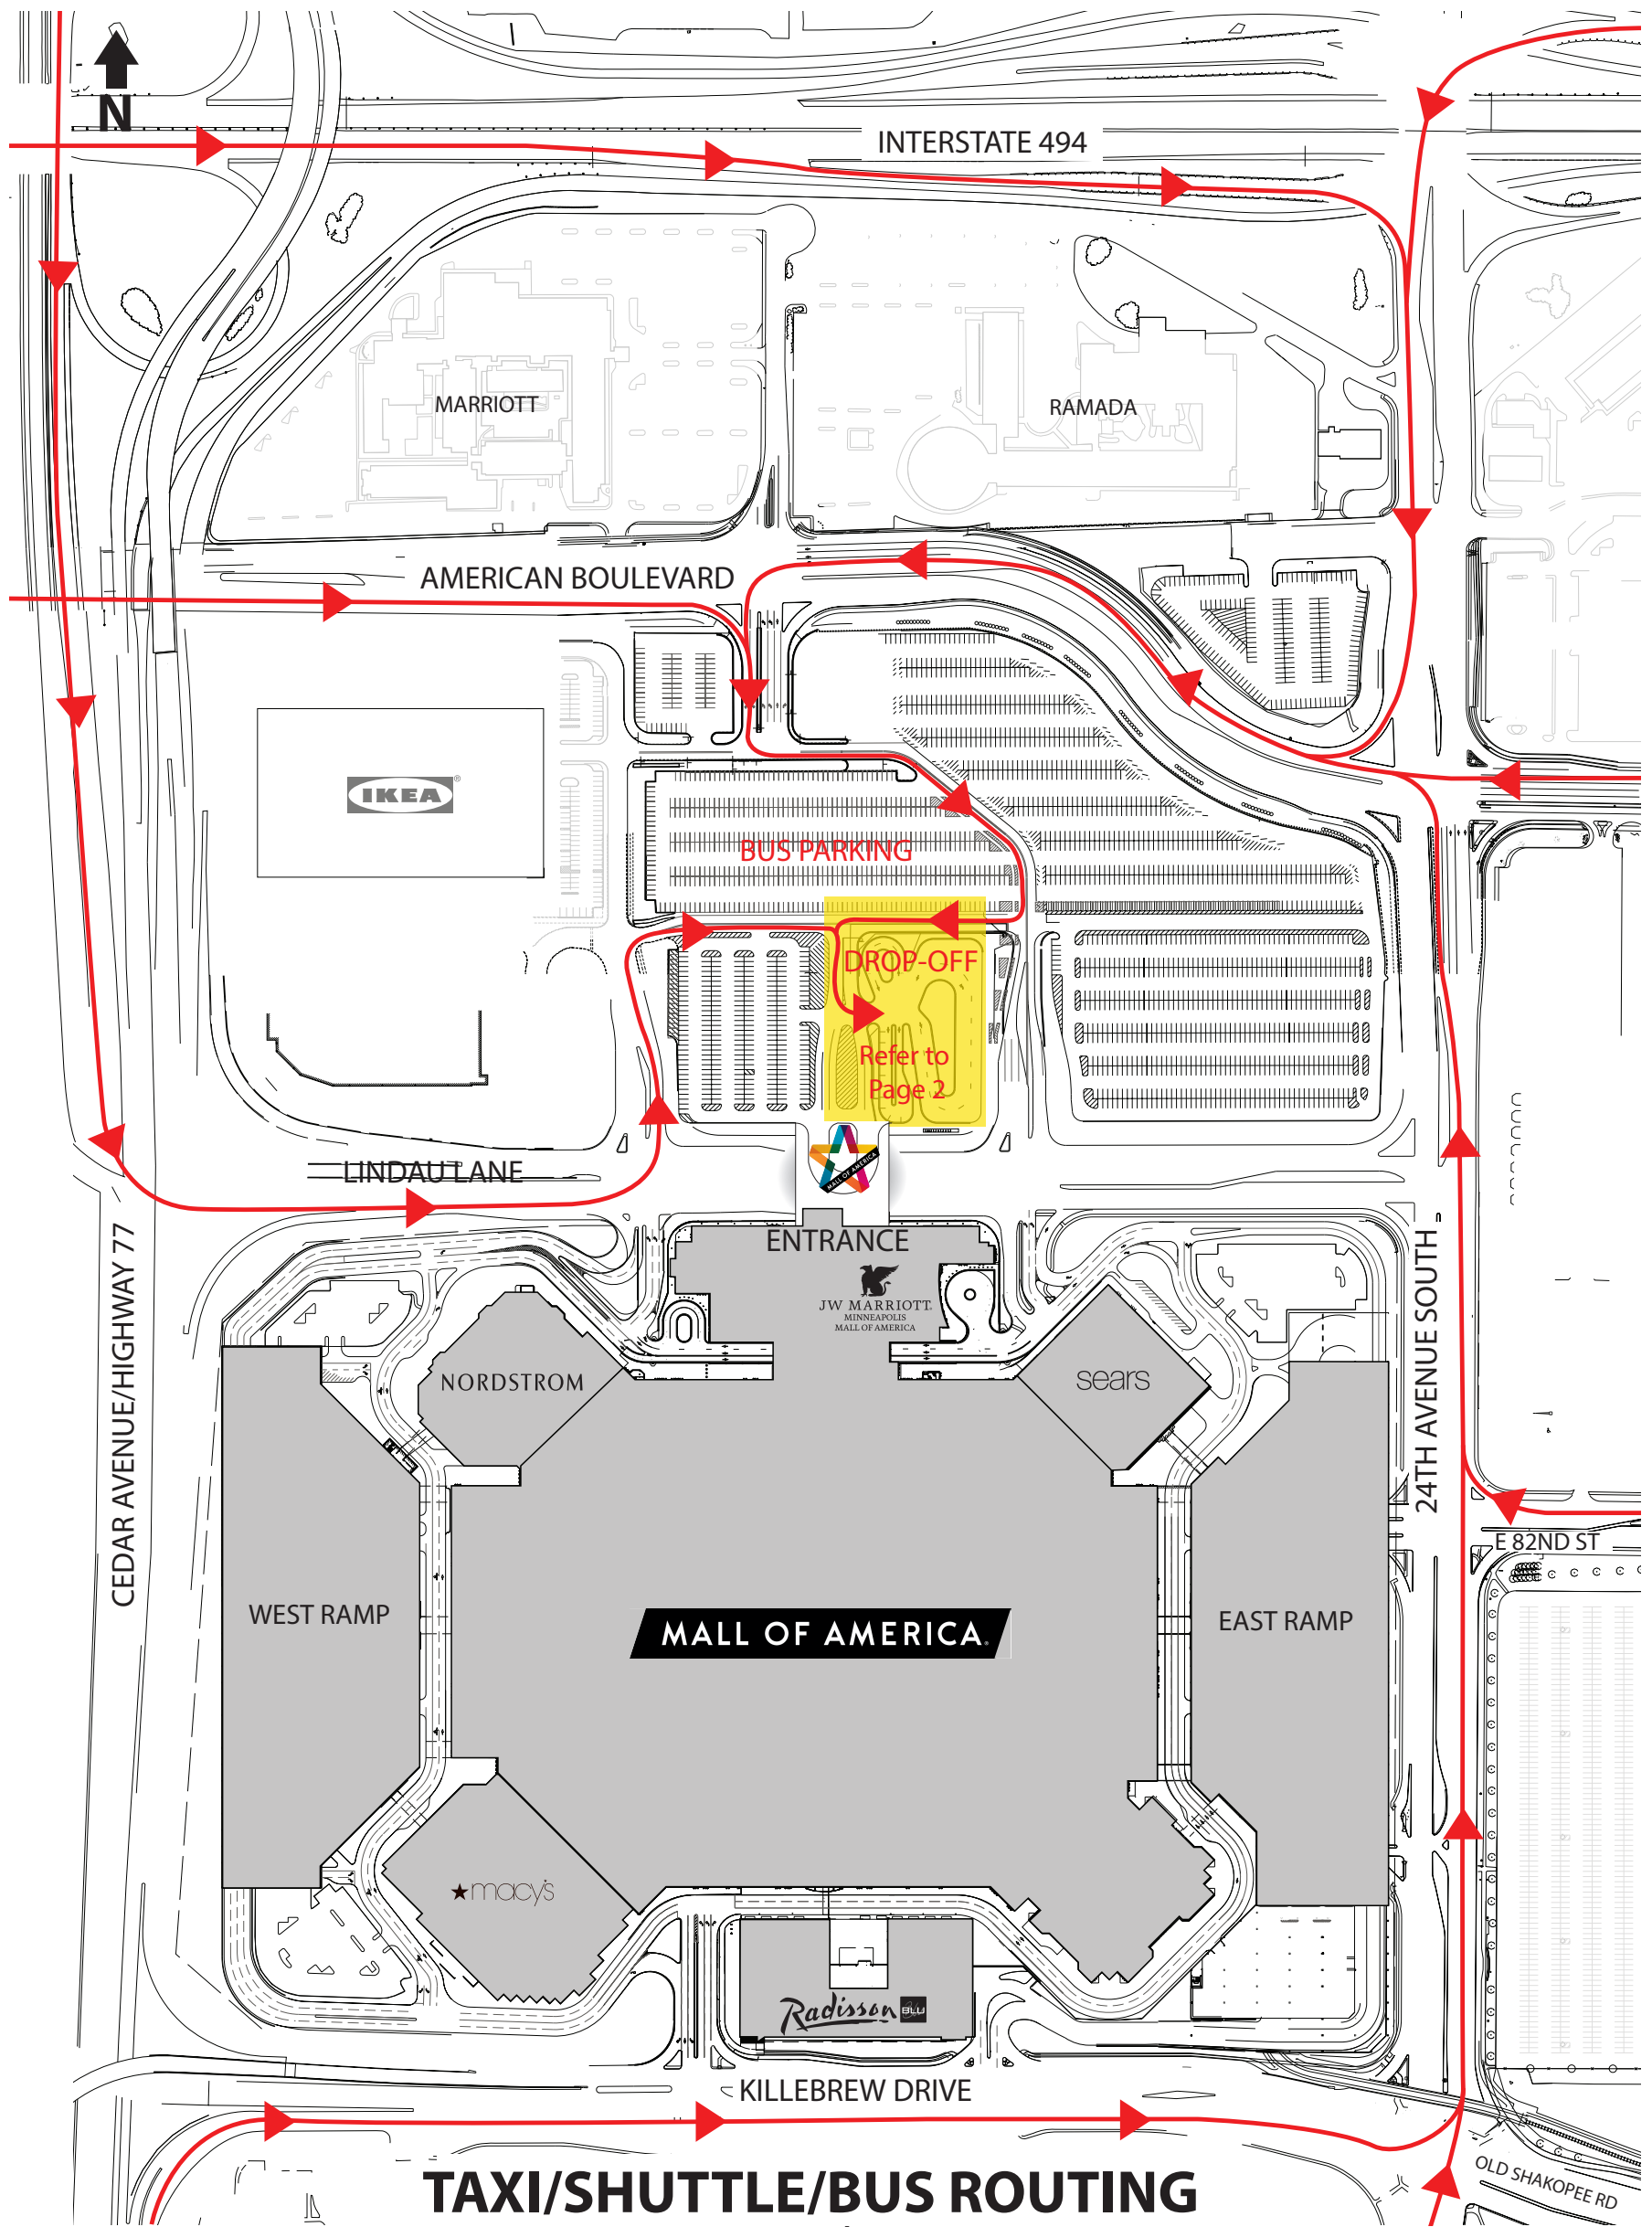 N
INTERSTATE 494
MARRIOTT
RAMADA
AMERICAN BOULEVARD
IKEA
®
BUS PARKING
DROP-OFF
Refer to
Page 2
MALL OF AMERICA
LINDAU LANE
ENTRANCE
JW MARRIOTT
MINNEAPOLIS
MALL OF AMERICA
CEDAR AVENUE/HIGHWAY 77
24TH AVENUE SOUTH
NORDSTROM
sears
E 82ND ST
WEST RAMP
MALL OF AMERICA®
EAST RAMP
★macy's
Radisson BLU
KILLEBREW DRIVE
OLD SHAKOPEE RD
TAXI/SHUTTLE/BUS ROUTING